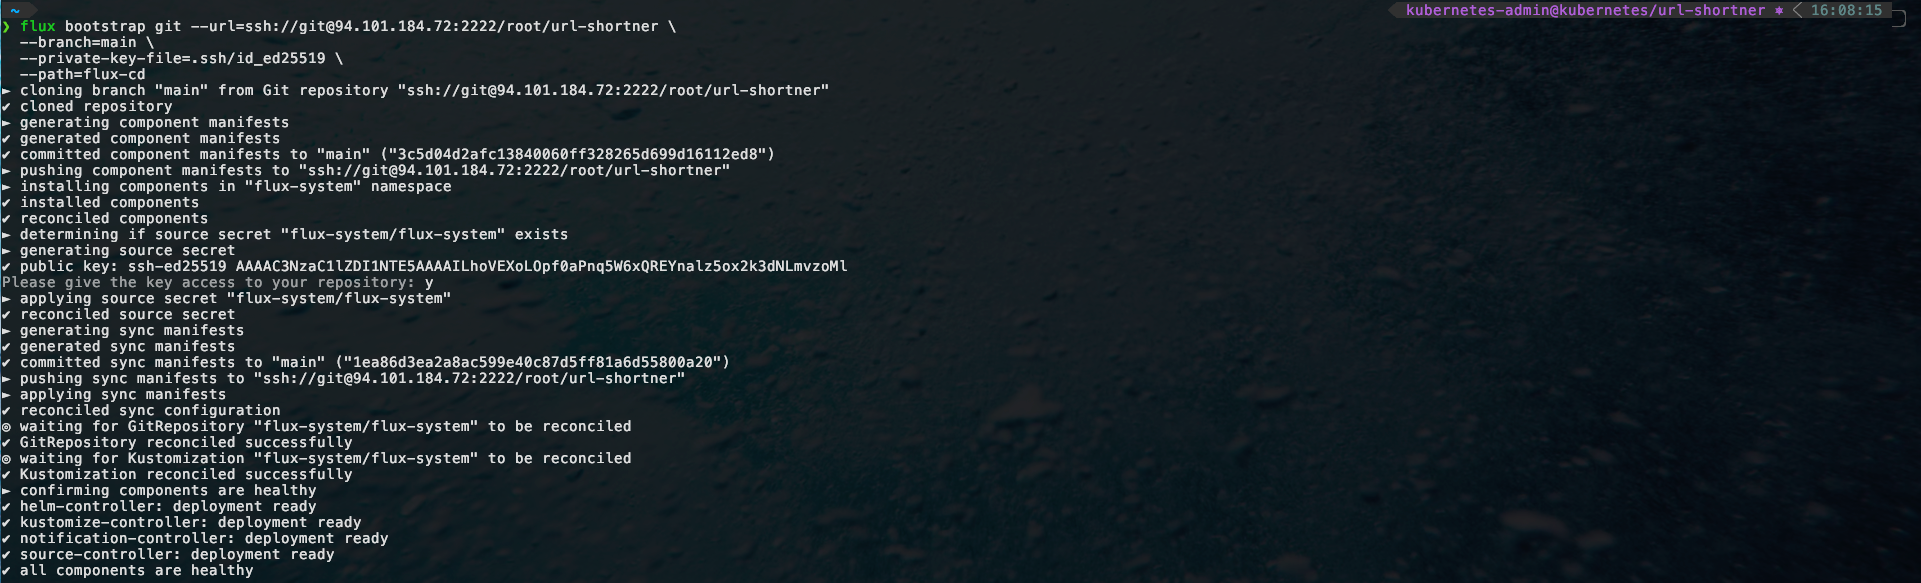 ~ kubernetes-admin@kubernetes/url-shortner ⎈ 16:08:15
❯ flux bootstrap git --url=ssh://git@94.101.184.72:2222/root/url-shortner \
--branch=main \
--private-key-file=.ssh/id_ed25519 \
--path=flux-cd
► cloning branch "main" from Git repository "ssh://git@94.101.184.72:2222/root/url-shortner"
✔ cloned repository
► generating component manifests
✔ generated component manifests
✔ committed component manifests to "main" ("3c5d04d2afc13840060ff328265d699d16112ed8")
► pushing component manifests to "ssh://git@94.101.184.72:2222/root/url-shortner"
► installing components in "flux-system" namespace
✔ installed components
✔ reconciled components
► determining if source secret "flux-system/flux-system" exists
► generating source secret
✔ public key: ssh-ed25519 AAAAC3NzaC1lZDI1NTE5AAAAILhoVEXoLOpf0aPnq5W6xQREYnalz5ox2k3dNLmvzoMl
Please give the key access to your repository: y
► applying source secret "flux-system/flux-system"
✔ reconciled source secret
► generating sync manifests
✔ generated sync manifests
✔ committed sync manifests to "main" ("1ea86d3ea2a8ac599e40c87d5ff81a6d55800a20")
► pushing sync manifests to "ssh://git@94.101.184.72:2222/root/url-shortner"
► applying sync manifests
✔ reconciled sync configuration
◎ waiting for GitRepository "flux-system/flux-system" to be reconciled
✔ GitRepository reconciled successfully
◎ waiting for Kustomization "flux-system/flux-system" to be reconciled
✔ Kustomization reconciled successfully
► confirming components are healthy
✔ helm-controller: deployment ready
✔ kustomize-controller: deployment ready
✔ notification-controller: deployment ready
✔ source-controller: deployment ready
✔ all components are healthy